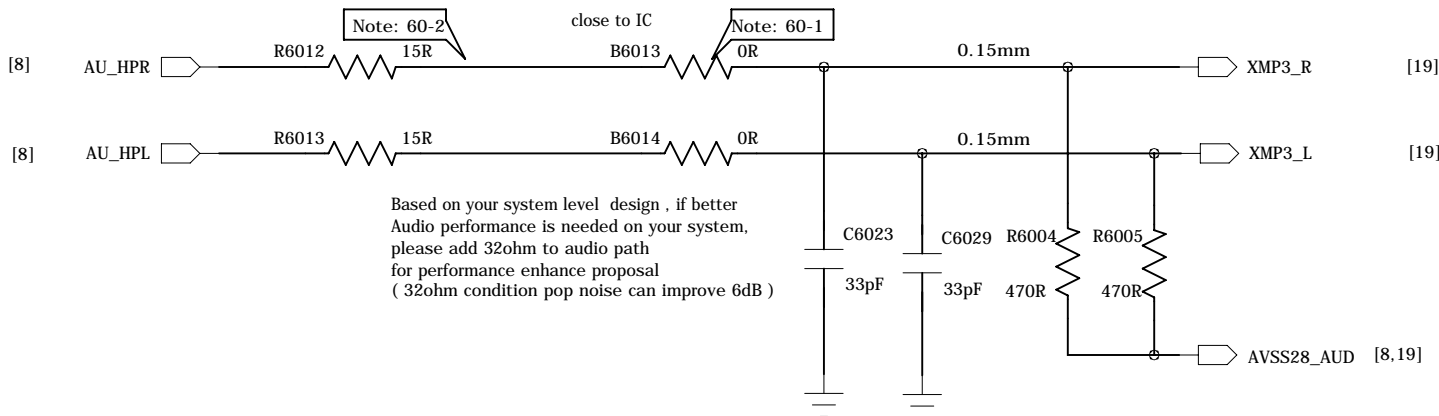 Note: 60-2
close to IC
Note: 60-1
R6012 15R B6013 0R 0.15mm
[8] AU_HPR XMP3_R [19]
R6013 15R B6014 0R 0.15mm
[8] AU_HPL XMP3_L [19]
Based on your system level design , if better
Audio performance is needed on your system,
please add 32ohm to audio path
for performance enhance proposal
( 32ohm condition pop noise can improve 6dB )
C6023 C6029 R6004 R6005
33pF 33pF 470R 470R
AVSS28_AUD [8,19]